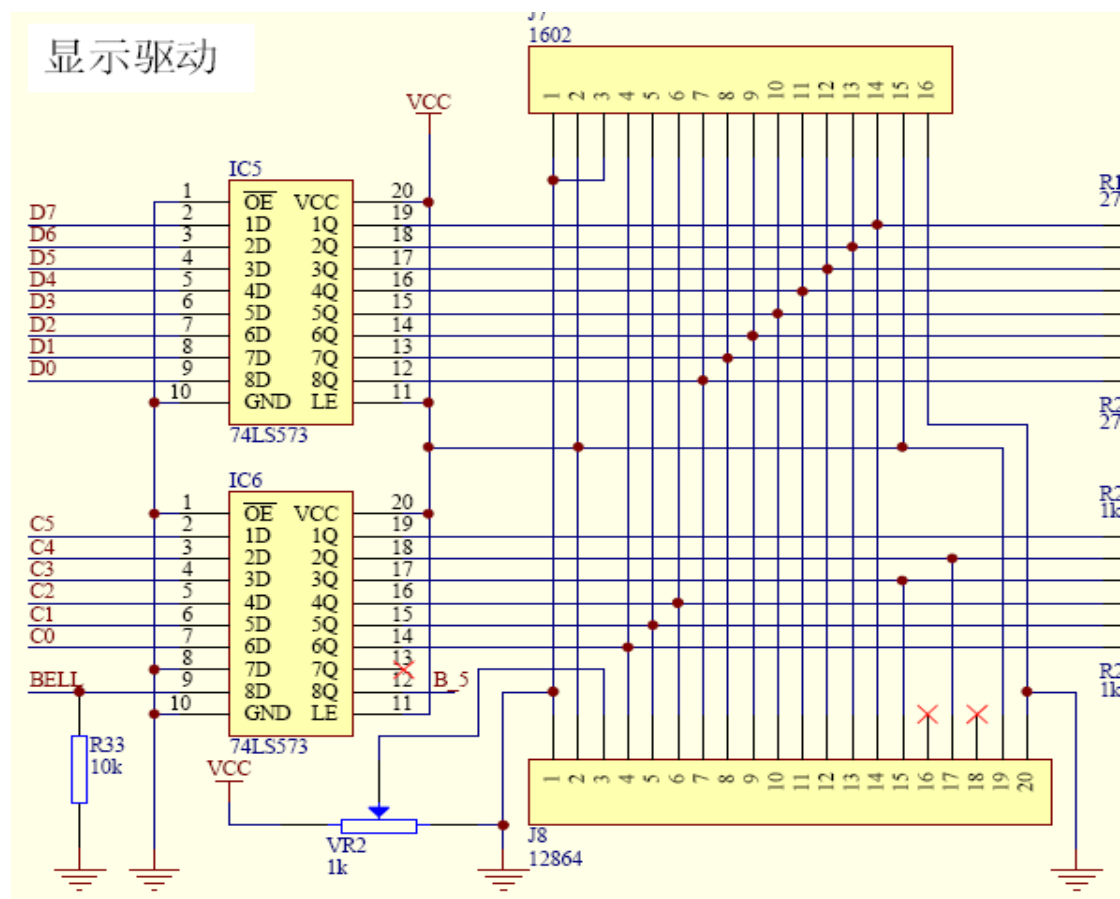 显示驱动
J7
1602
1 2 3 4 5 6 7 8 9 10 11 12 13 14 15 16
VCC
IC5
1 OE VCC 20
D7 2 1D 1Q 19
D6 3 2D 2Q 18
D5 4 3D 3Q 17
D4 5 4D 4Q 16
D3 6 5D 5Q 15
D2 7 6D 6Q 14
D1 8 7D 7Q 13
D0 9 8D 8Q 12
10 GND LE 11
74LS573
IC6
1 OE VCC 20
C5 2 1D 1Q 19
C4 3 2D 2Q 18
C3 4 3D 3Q 17
C2 5 4D 4Q 16
C1 6 5D 5Q 15
C0 7 6D 6Q 14
8 7D 7Q 13
BELL 9 8D 8Q 12 B_5
10 GND LE 11
74LS573
R33
10k
VCC
VR2
1k
1 2 3 4 5 6 7 8 9 10 11 12 13 14 15 16 17 18 19 20
J8
12864
1k
1k